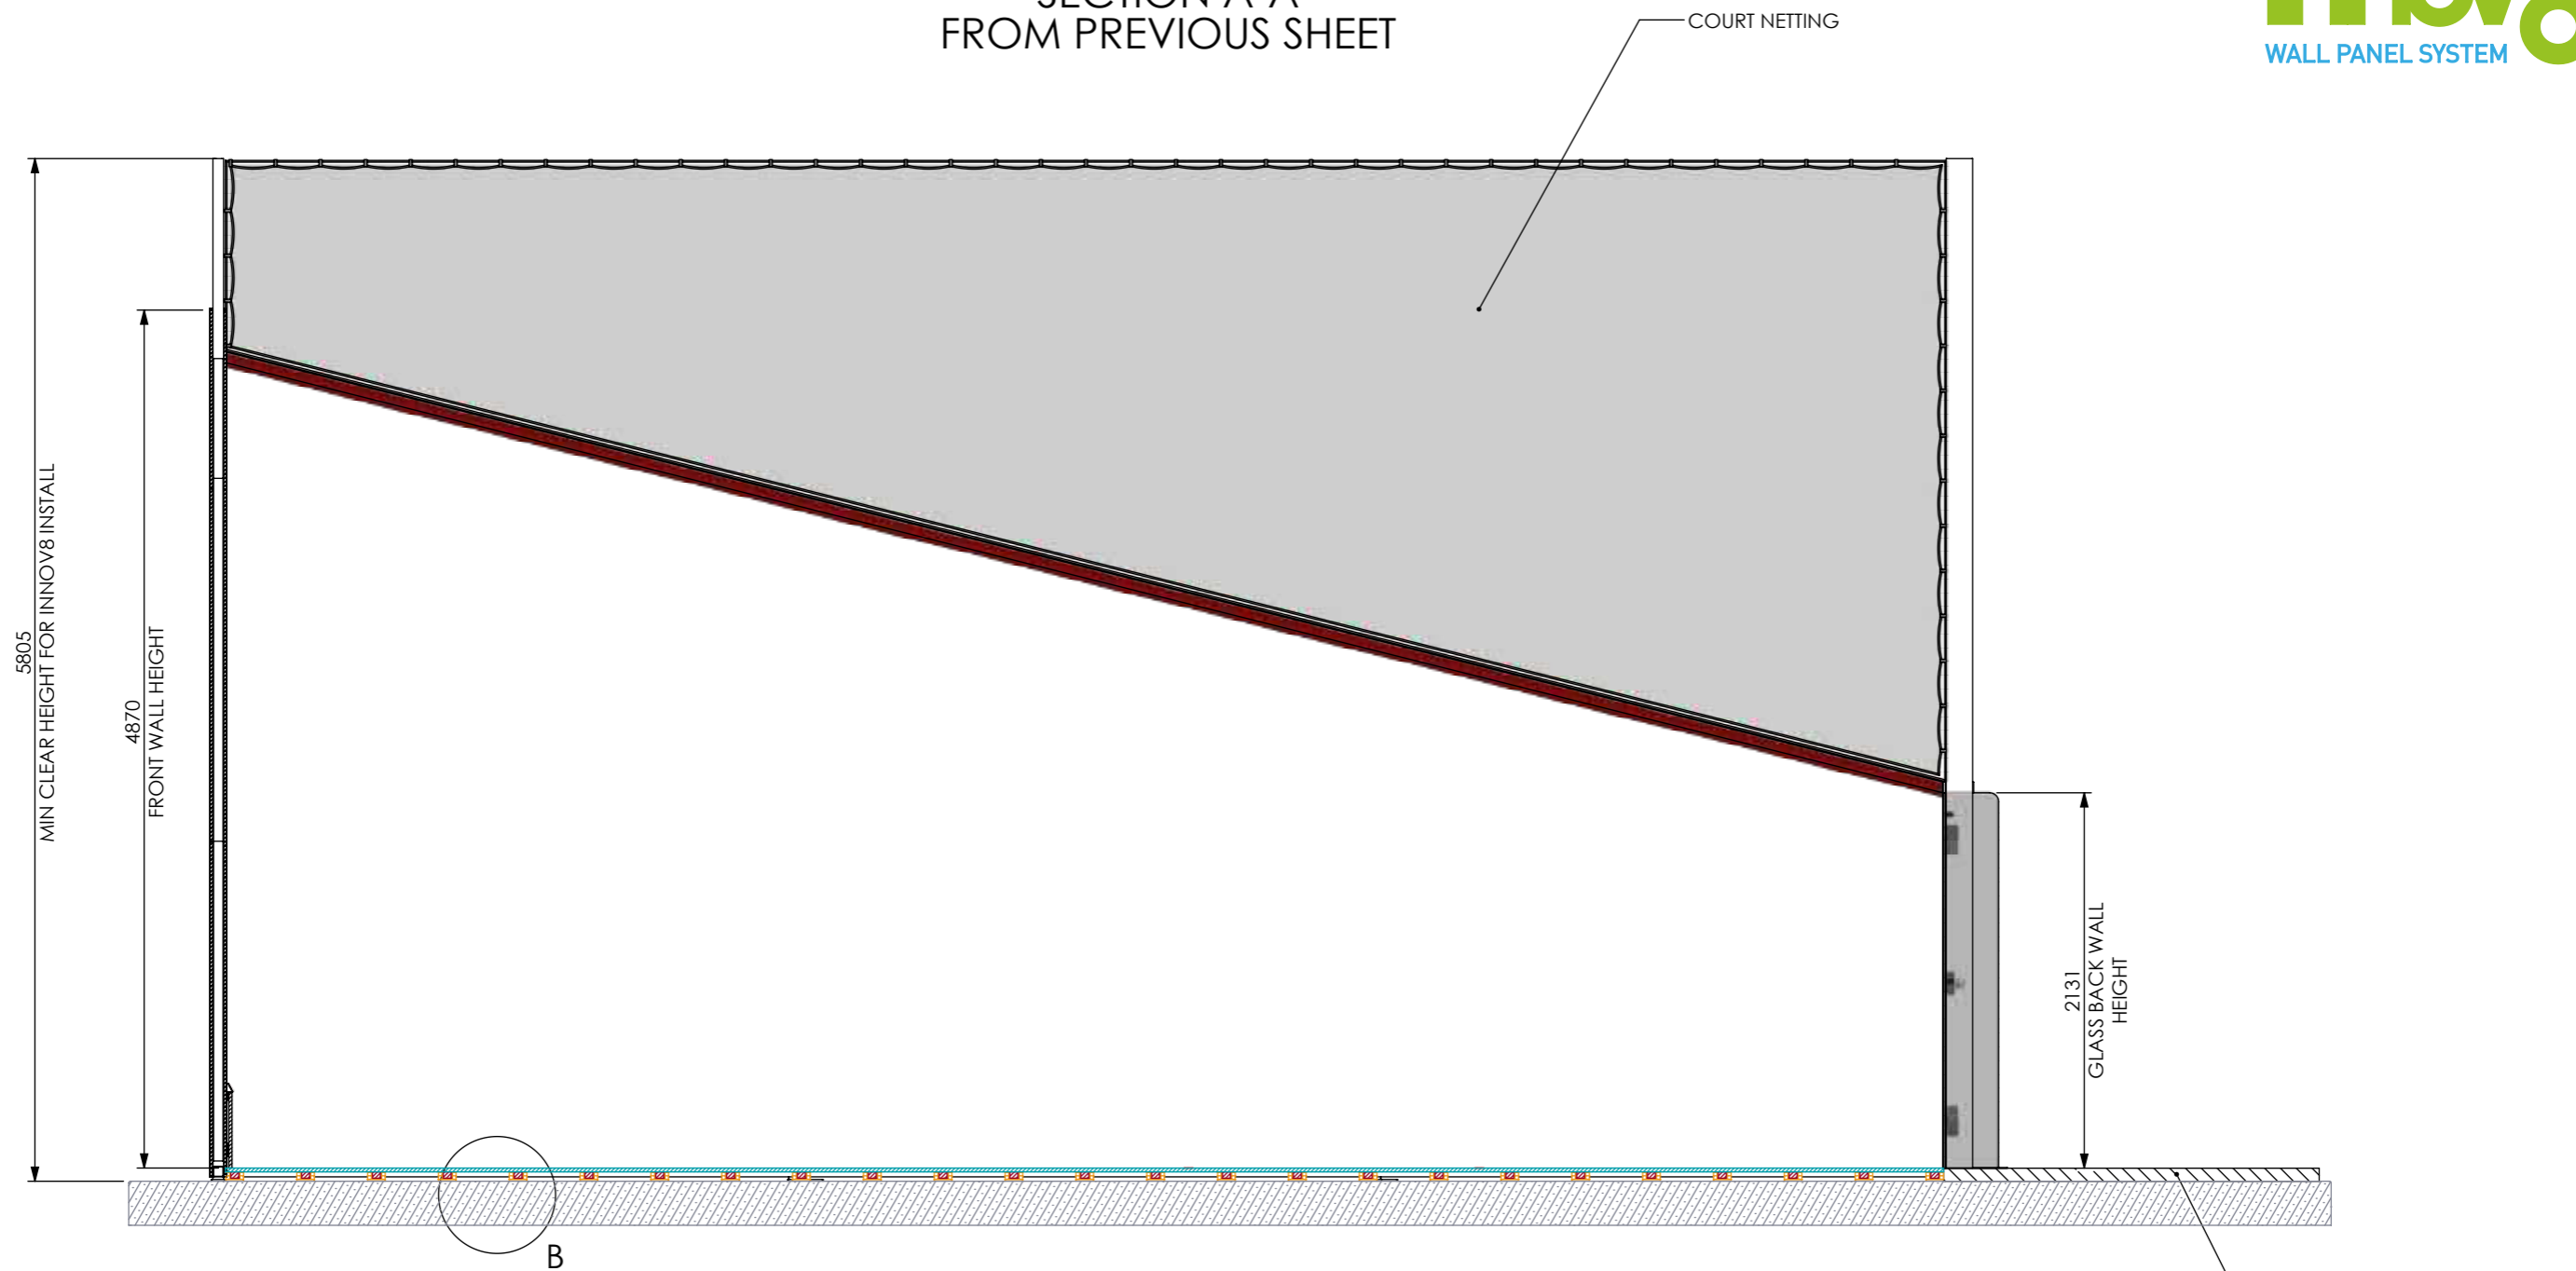 SECTION A-A
FROM PREVIOUS SHEET
COURT NETTING
WALL PANEL SYSTEM
5805
MIN CLEAR HEIGHT FOR INNOV8 INSTALL
4870
FRONT WALL HEIGHT
2131
GLASS BACK WALL
HEIGHT
B